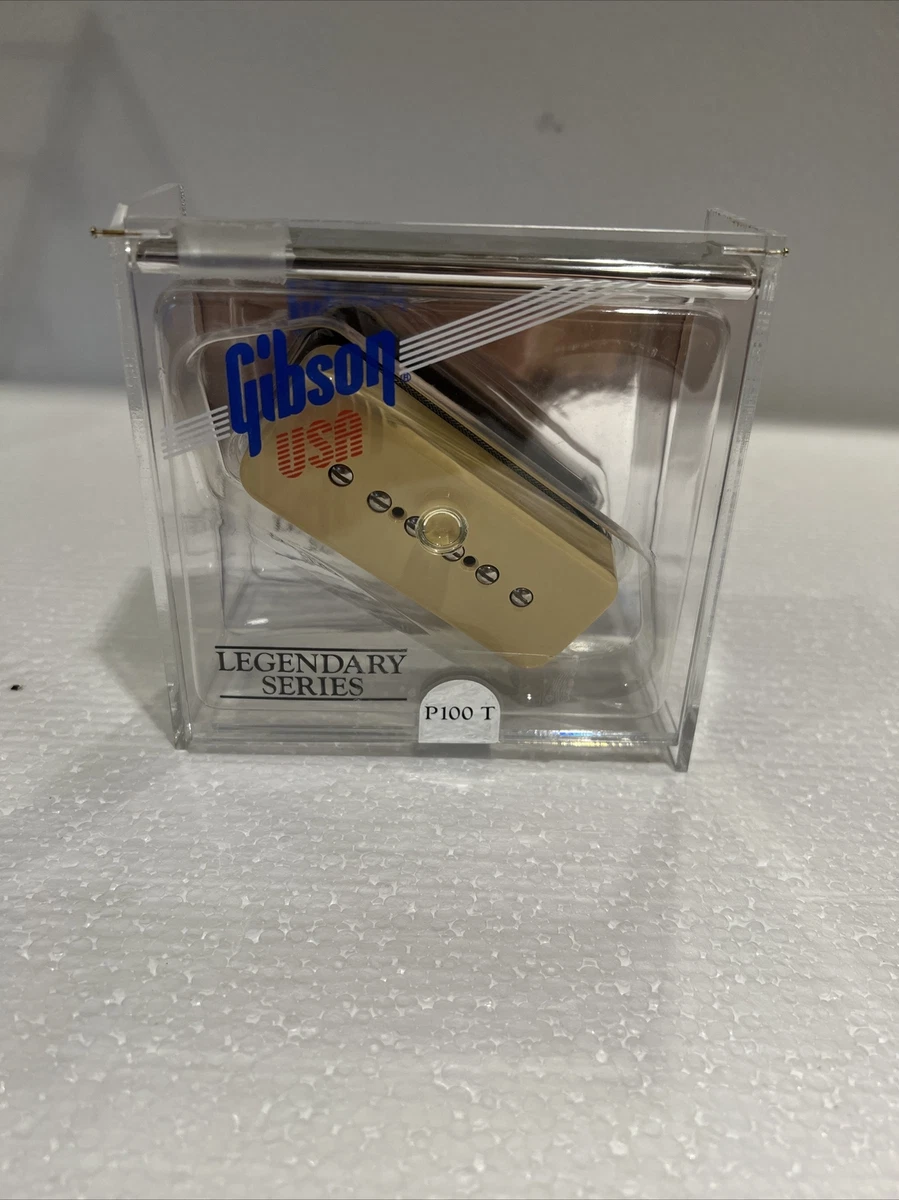 Gibson®
USA
LEGENDARY
SERIES
P100 T